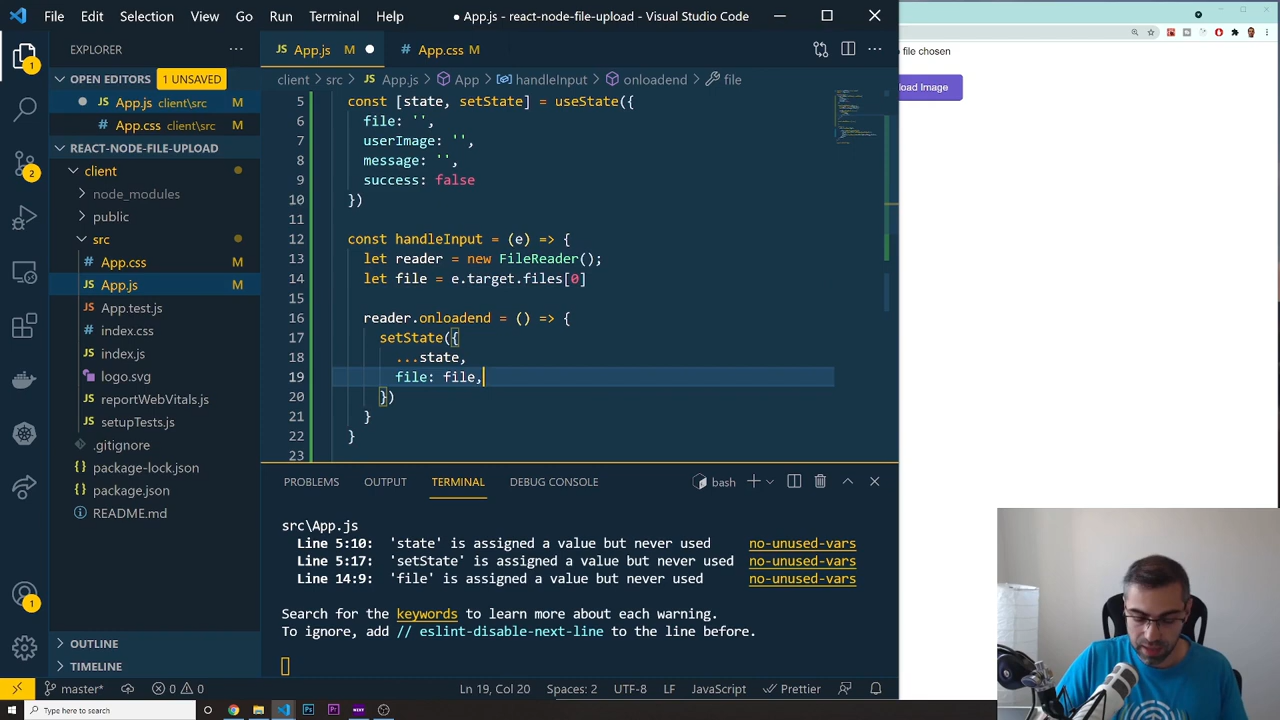 File
Edit
Selection
View
Go
Run
Terminal
Help
● App.js - react-node-file-upload - Visual Studio Code
EXPLORER
App.js M
App.css M
OPEN EDITORS
1 UNSAVED
App.js client\src M
App.css client\src M
REACT-NODE-FILE-UPLOAD
client
node_modules
public
src
App.css M
App.js M
App.test.js
index.css
index.js
logo.svg
reportWebVitals.js
setupTests.js
.gitignore
package-lock.json
package.json
README.md
OUTLINE
TIMELINE
1
2
1
client > src > App.js > App > handleInput > onloadend > file
5 const [state, setState] = useState({
6 file: '',
7 userImage: '',
8 message: '',
9 success: false
10 })
11
12 const handleInput = (e) => {
13 let reader = new FileReader();
14 let file = e.target.files[0]
15
16 reader.onloadend = () => {
17 setState({
18 ...state,
19 file: file,
20 })
21 }
22 }
23
PROBLEMS OUTPUT TERMINAL DEBUG CONSOLE
bash
src\App.js
Line 5:10: 'state' is assigned a value but never used no-unused-vars
Line 5:17: 'setState' is assigned a value but never used no-unused-vars
Line 14:9: 'file' is assigned a value but never used no-unused-vars
Search for the keywords to learn more about each warning.
To ignore, add // eslint-disable-next-line to the line before.
master*
0 0
Ln 19, Col 20
Spaces: 2
UTF-8
LF
JavaScript
Prettier
file chosen
load Image
Type here to search